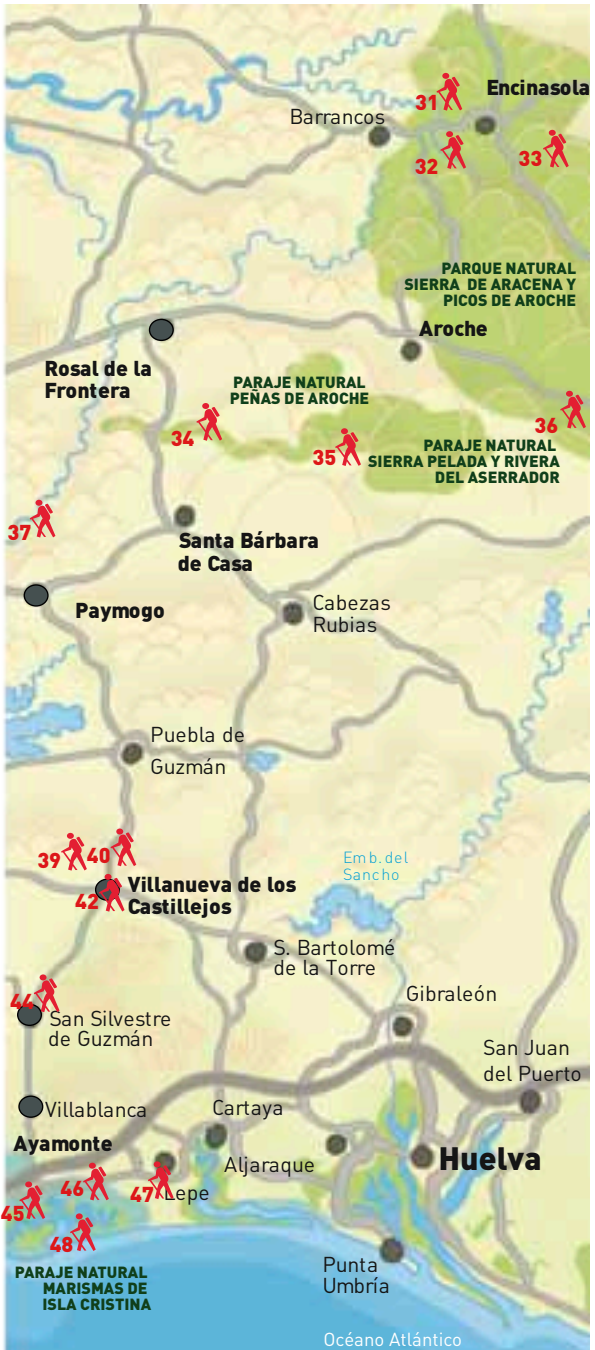 31
Encinasola
Barrancos
32
33
PARQUE NATURAL
SIERRA DE ARACENA Y
PICOS DE AROCHE
Aroche
Rosal de la
Frontera
PARAJE NATURAL
PEÑAS DE AROCHE
34
35
36
PARAJE NATURAL
SIERRA PELADA Y RIVERA
DEL ASERRADOR
37
Santa Bárbara
de Casa
Paymogo
Cabezas
Rubias
Puebla de
Guzmán
39
40
Emb. del
Sancho
42
Villanueva de los
Castillejos
S. Bartolomé
de la Torre
44
San Silvestre
de Guzmán
Gibraleón
San Juan
del Puerto
Villablanca
Cartaya
Ayamonte
Aljaraque
Huelva
46
47
Lepe
45
48
PARAJE NATURAL
MARISMAS DE
ISLA CRISTINA
Punta
Umbría
Océano Atlántico